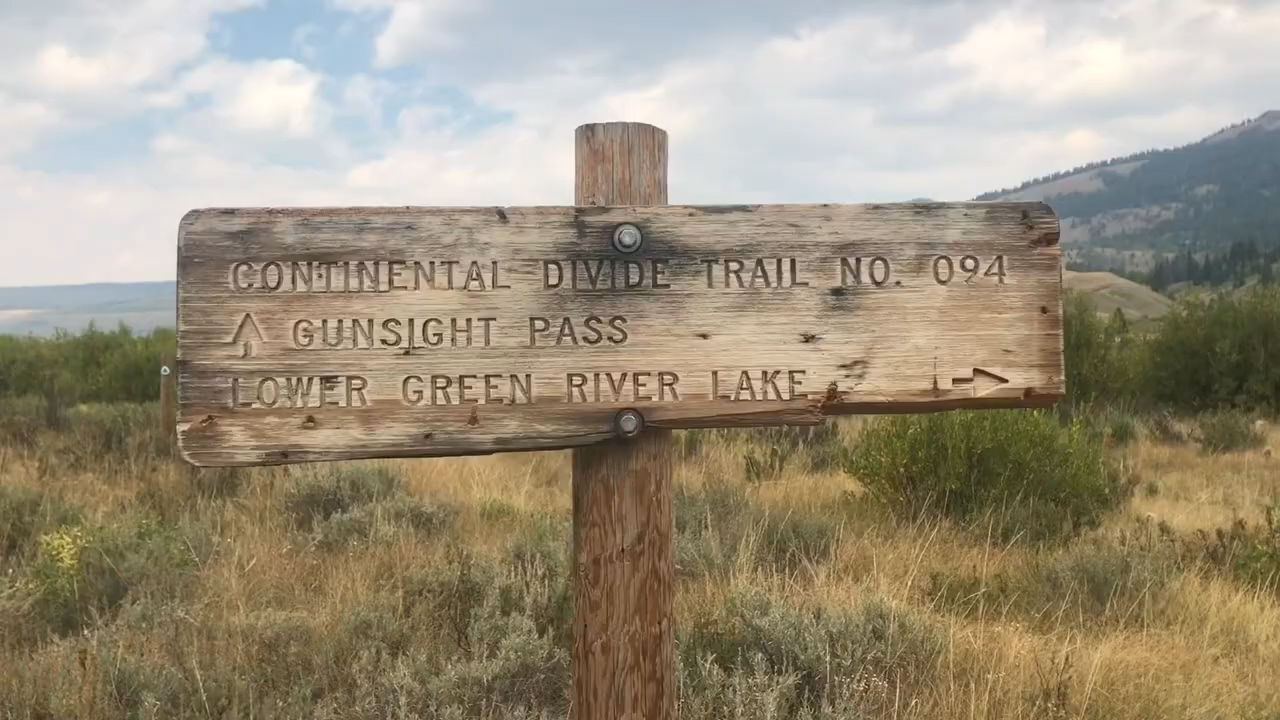 CONTINENTAL DIVIDE TRAIL NO. 094
GUNSIGHT PASS
LOWER GREEN RIVER LAKE